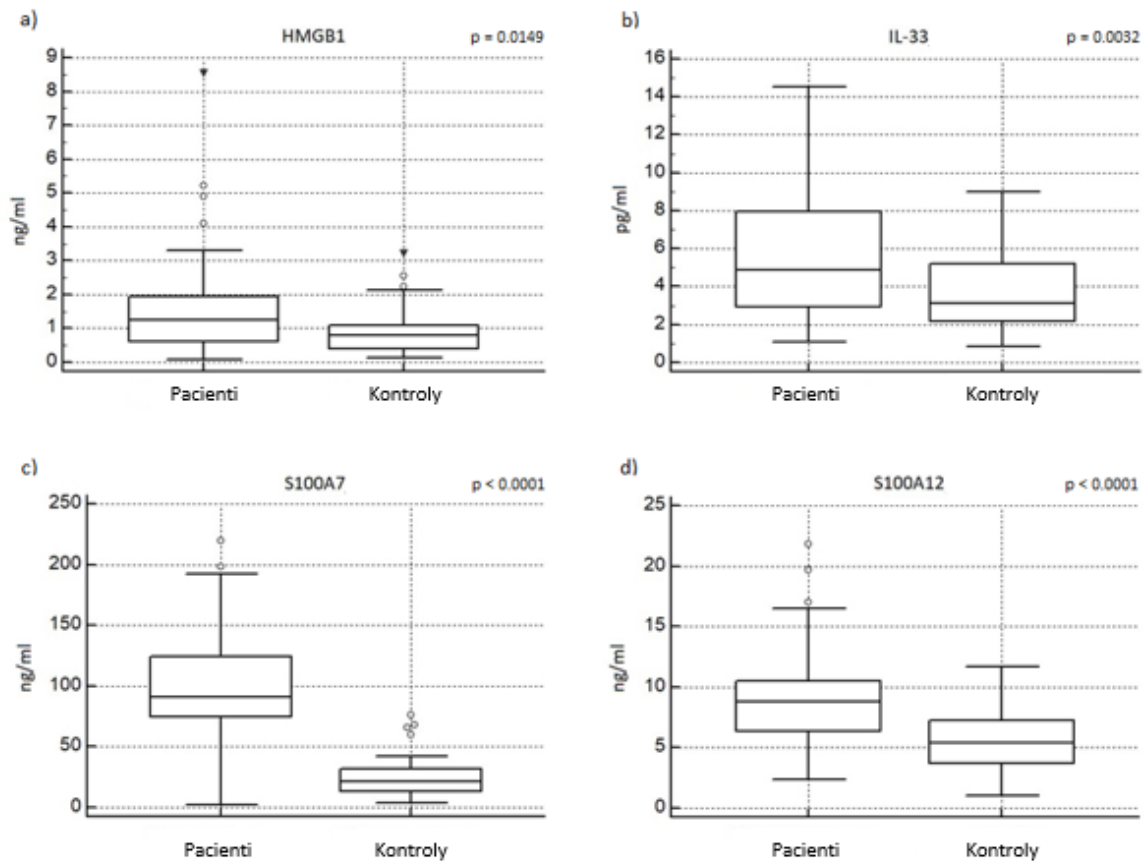 a)
HMGB1
p = 0.0149
9
8
7
6
5
4
3
2
1
0
ng/ml
Pacienti
Kontroly
b)
IL-33
p = 0.0032
16
14
12
10
8
6
4
2
0
pg/ml
Pacienti
Kontroly
c)
S100A7
p < 0.0001
250
200
150
100
50
0
ng/ml
Pacienti
Kontroly
d)
S100A12
p < 0.0001
25
20
15
10
5
0
ng/ml
Pacienti
Kontroly